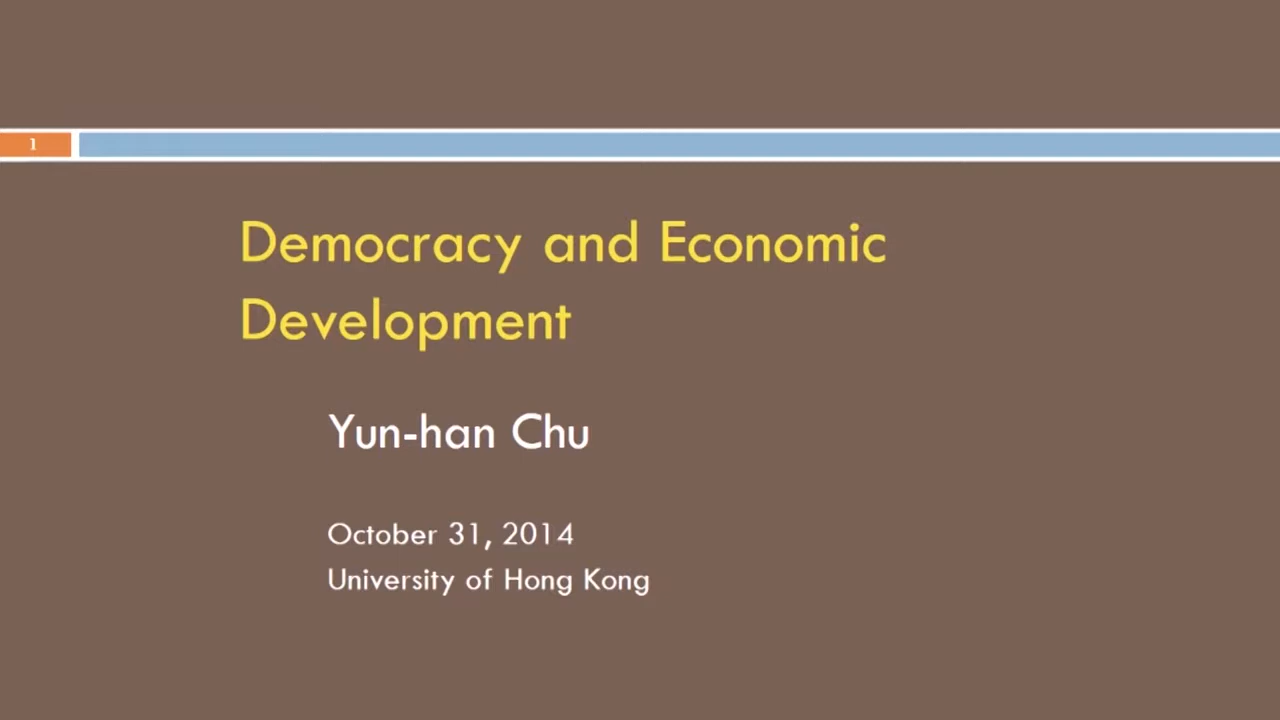 1
Democracy and Economic
Development
Yun-han Chu
October 31, 2014
University of Hong Kong